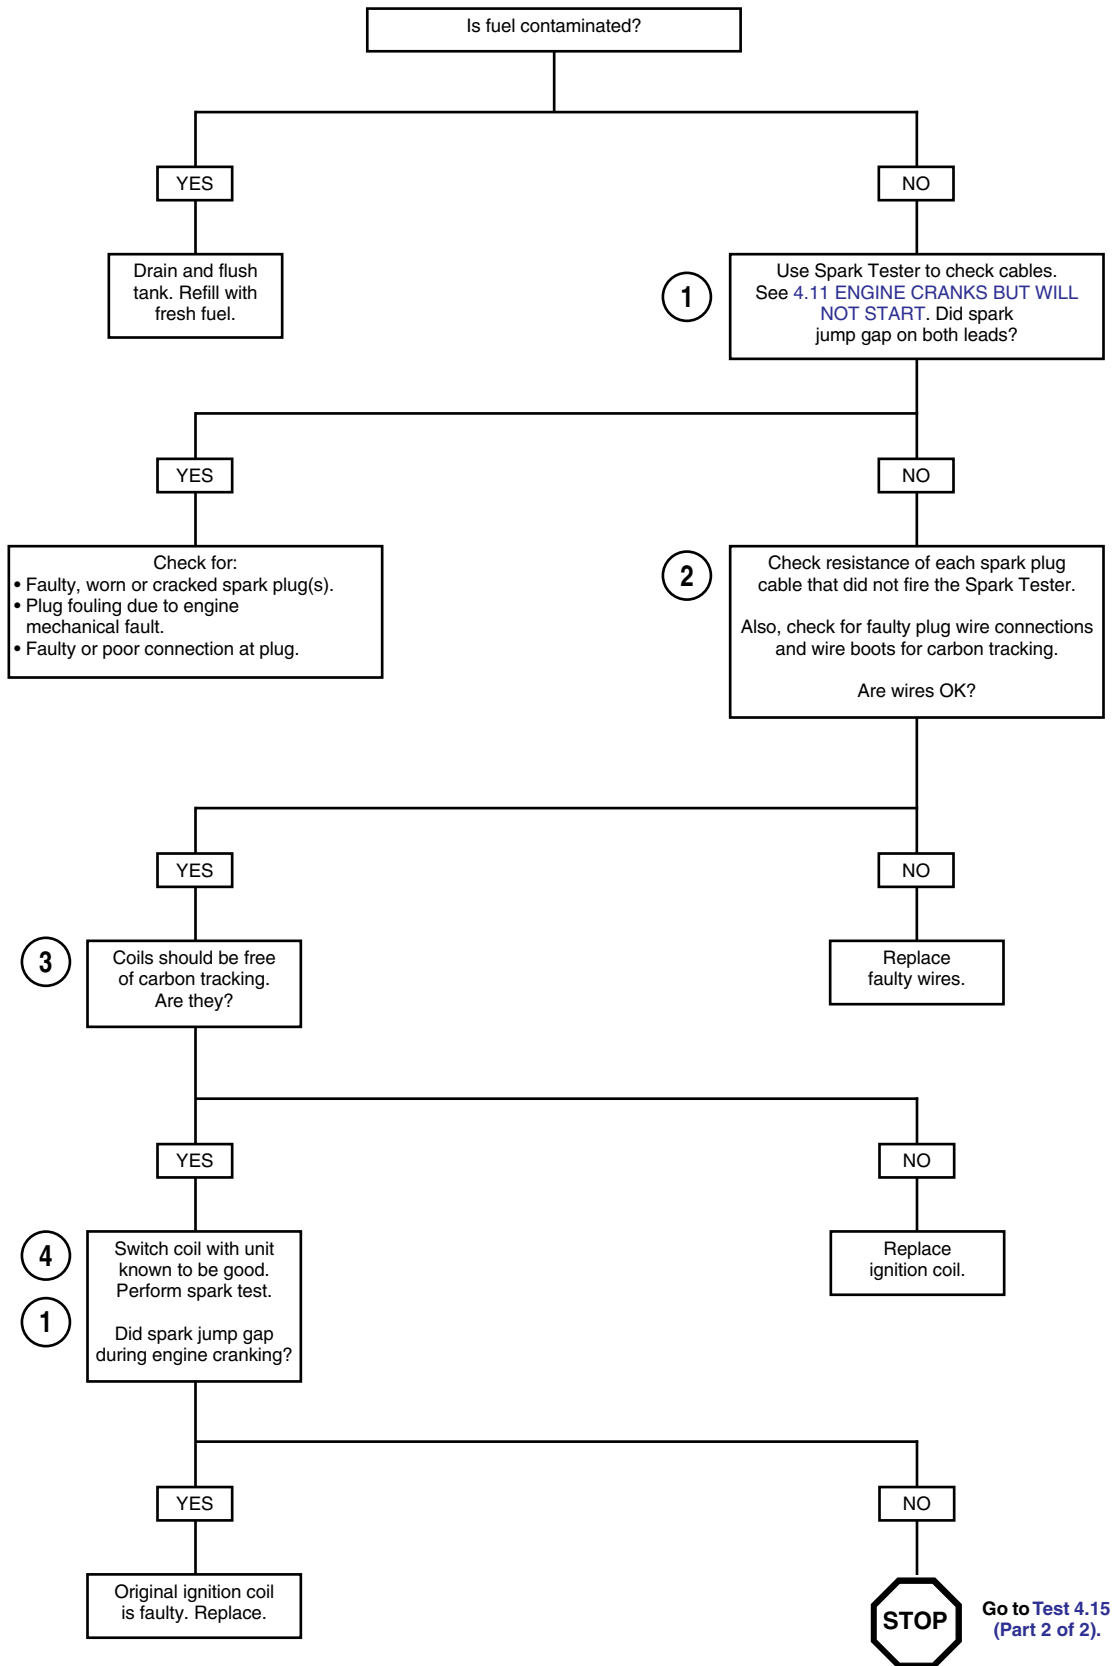 Is fuel contaminated?
YES
NO
Drain and flush
tank. Refill with
fresh fuel.
1
Use Spark Tester to check cables.
See 4.11 ENGINE CRANKS BUT WILL
NOT START. Did spark
jump gap on both leads?
YES
NO
Check for:
• Faulty, worn or cracked spark plug(s).
• Plug fouling due to engine
mechanical fault.
• Faulty or poor connection at plug.
2
Check resistance of each spark plug
cable that did not fire the Spark Tester.
Also, check for faulty plug wire connections
and wire boots for carbon tracking.
Are wires OK?
YES
NO
3
Coils should be free
of carbon tracking.
Are they?
Replace
faulty wires.
YES
NO
4
1
Switch coil with unit
known to be good.
Perform spark test.
Did spark jump gap
during engine cranking?
Replace
ignition coil.
YES
NO
Original ignition coil
is faulty. Replace.
STOP
Go to Test 4.15
(Part 2 of 2).